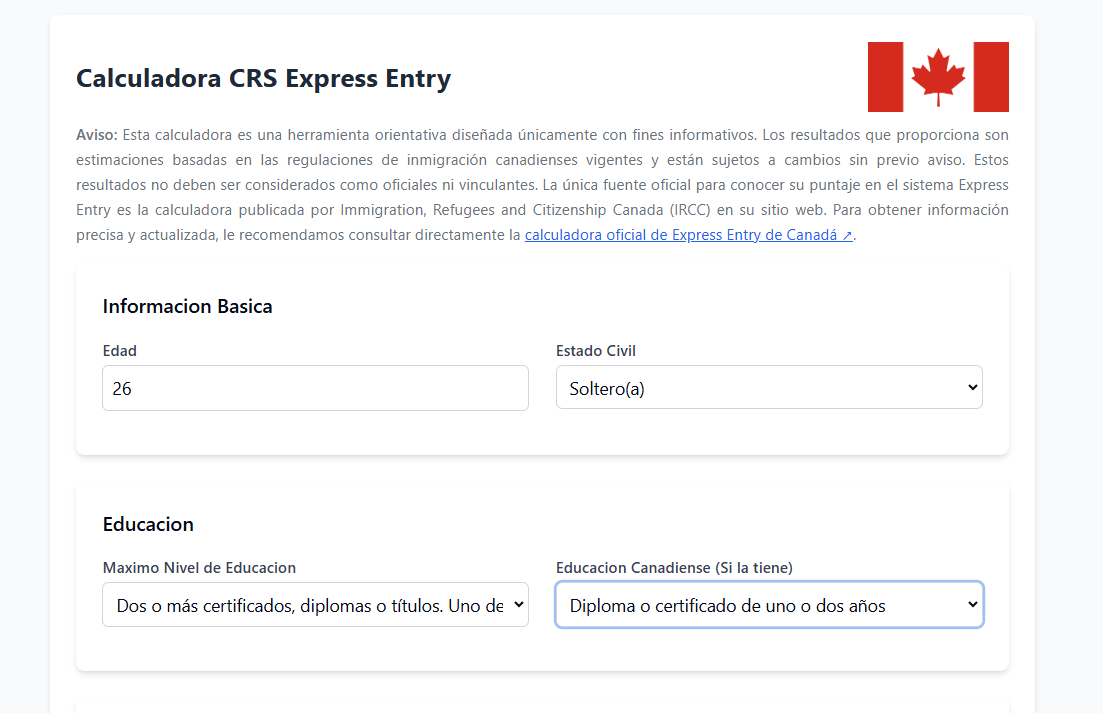 Calculadora CRS Express Entry
Aviso: Esta calculadora es una herramienta orientativa diseñada únicamente con fines informativos. Los resultados que proporciona son
estimaciones basadas en las regulaciones de inmigración canadienses vigentes y están sujetos a cambios sin previo aviso. Estos
resultados no deben ser considerados como oficiales ni vinculantes. La única fuente oficial para conocer su puntaje en el sistema Express
Entry es la calculadora publicada por Immigration, Refugees and Citizenship Canada (IRCC) en su sitio web. Para obtener información
precisa y actualizada, le recomendamos consultar directamente la calculadora oficial de Express Entry de Canadá ↗.
Informacion Basica
Edad
Estado Civil
26
Soltero(a)
Educacion
Maximo Nivel de Educacion
Educacion Canadiense (Si la tiene)
Dos o más certificados, diplomas o títulos. Uno de
Diploma o certificado de uno o dos años